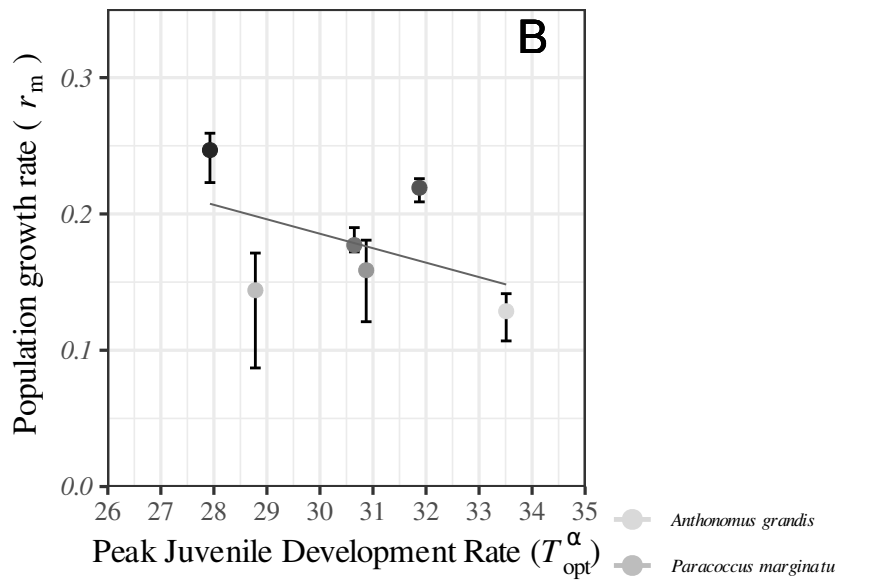 B
Population growth rate ( r m )
0.3
0.2
0.1
0.0
26 27 28 29 30 31 32 33 34 35
Peak Juvenile Development Rate (T α opt)
Anthonomus grandis
Paracoccus marginatu